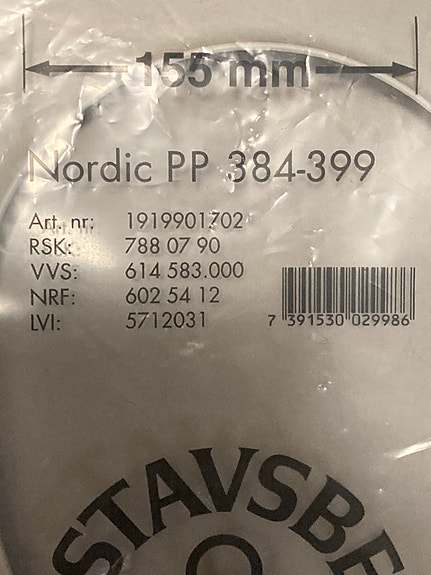 155 mm
Nordic PP 384-399
Art. nr: 1919901702
RSK: 788 07 90
VVS: 614 583.000
NRF: 602 54 12
LVI: 5712031
7 391530 029986
STAVSBE